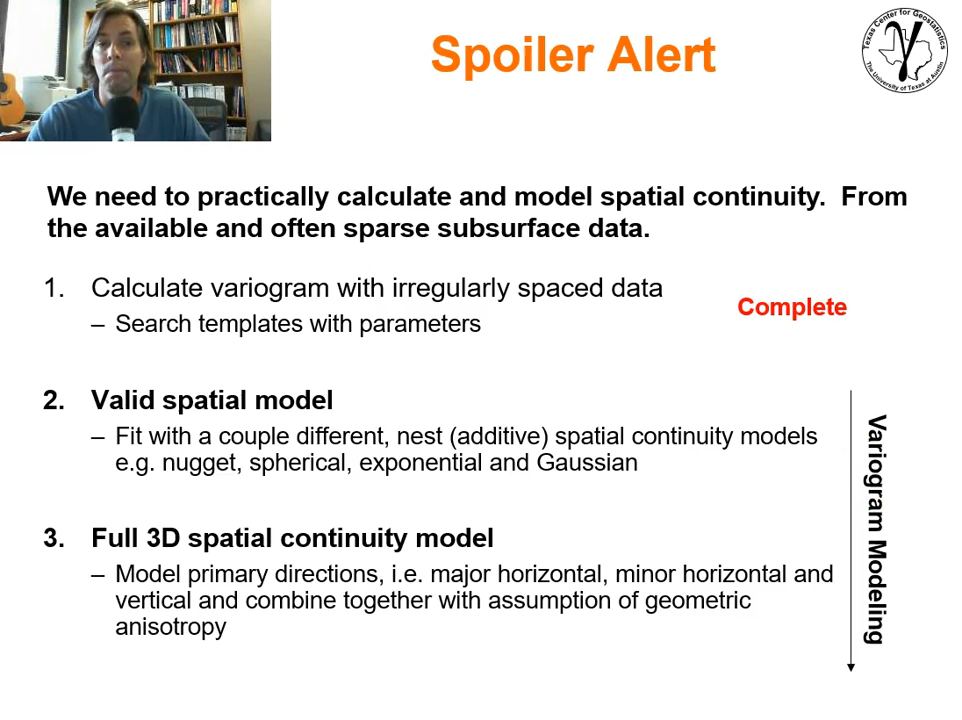 Spoiler Alert
Texas Center for Geostatistics
The University of Texas at Austin
We need to practically calculate and model spatial continuity.  From
the available and often sparse subsurface data.
1. Calculate variogram with irregularly spaced data
– Search templates with parameters
Complete
2. Valid spatial model
– Fit with a couple different, nest (additive) spatial continuity models
e.g. nugget, spherical, exponential and Gaussian
3. Full 3D spatial continuity model
– Model primary directions, i.e. major horizontal, minor horizontal and
vertical and combine together with assumption of geometric
anisotropy
Variogram Modeling